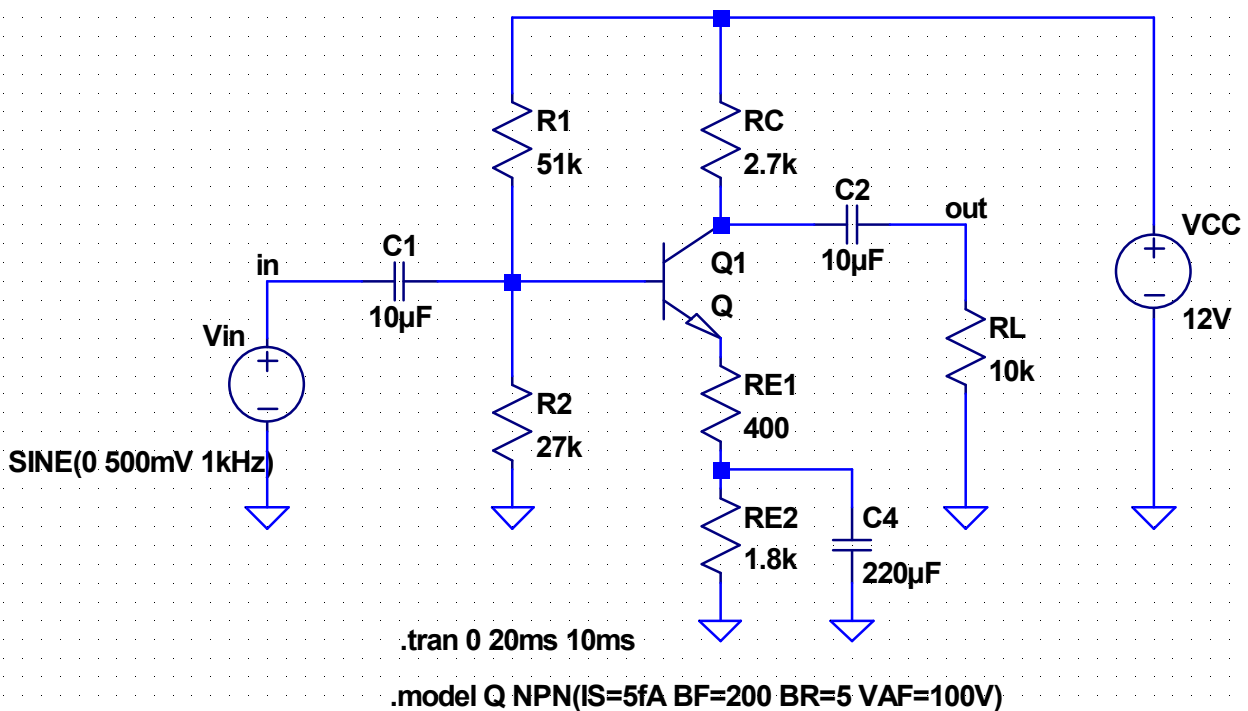 R1
51k
RC
2.7k
C2
10µF
out
VCC
12V
in
C1
10µF
Q1
Q
Vin
SINE(0 500mV 1kHz)
R2
27k
RE1
400
RL
10k
RE2
1.8k
C4
220µF
.tran 0 20ms 10ms
.model Q NPN(IS=5fA BF=200 BR=5 VAF=100V)